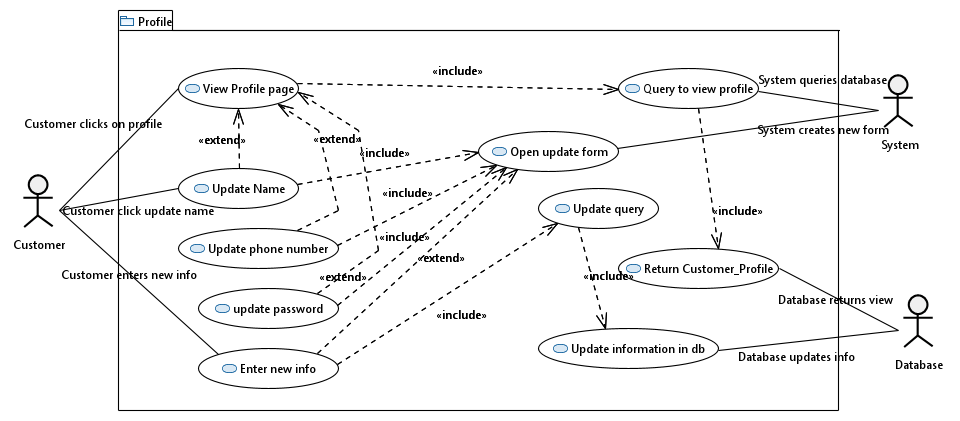 Profile
«include»
View Profile page
Query to view profile
System queries database
Customer clicks on profile
System creates new form
«extend»
«extend»
«include»
System
Open update form
Update Name
«include»
Customer click update name
Update query
«include»
Customer
Update phone number
«include»
«extend»
Customer enters new info
«extend»
«include»
Return Customer_Profile
Database returns view
update password
«include»
Update information in db
Database updates info
Enter new info
Database